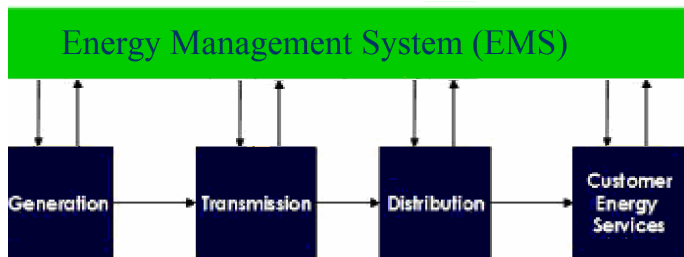 Energy Management System (EMS)
Generation
Transmission
Distribution
Customer
Energy
Services